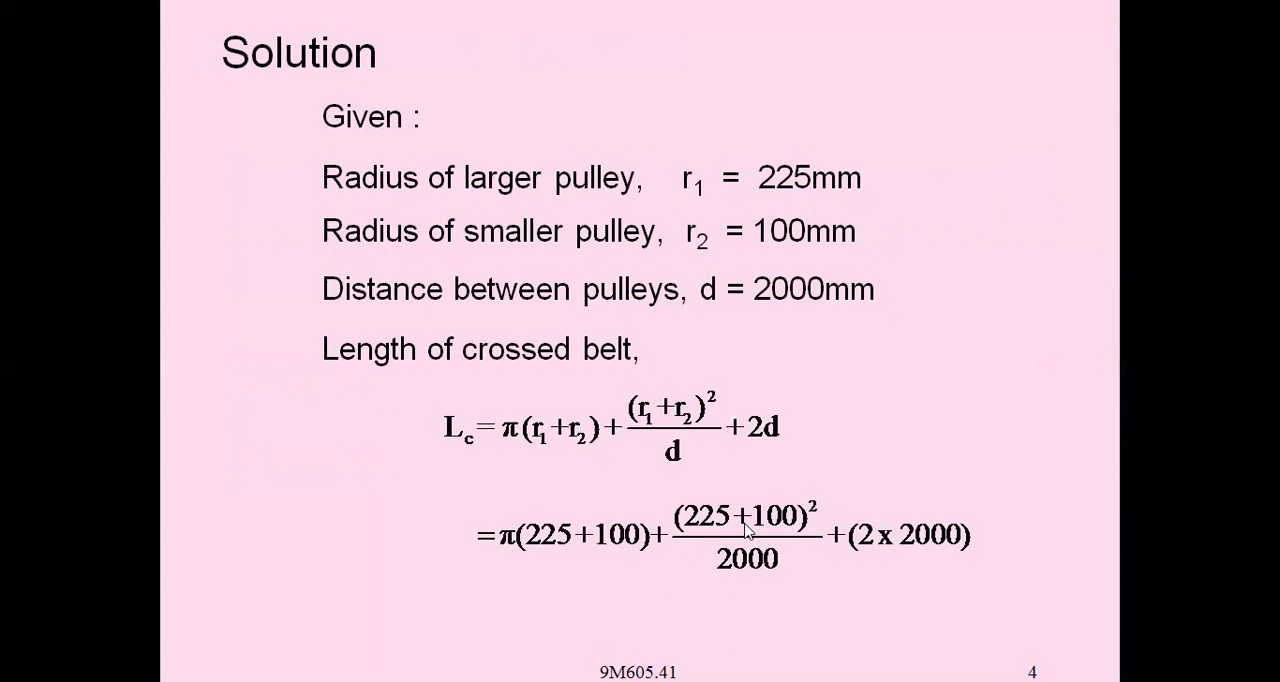 Solution
Given :
Radius of larger pulley, r₁ = 225mm
Radius of smaller pulley, r₂ = 100mm
Distance between pulleys, d = 2000mm
Length of crossed belt,
L_c = π(r₁+r₂)+(r₁+r₂)²/d+2d
=π(225+100)+(225+100)²/2000+(2 x 2000)
9M605.41 4